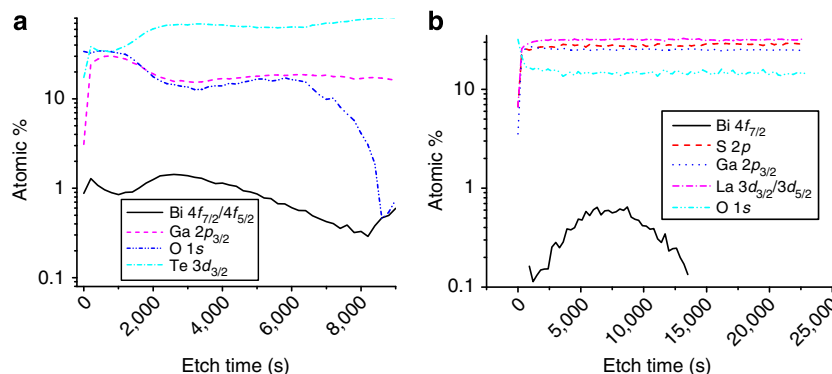 a
Atomic %
10
1
0.1
Bi 4f7/2/4f5/2
Ga 2p3/2
O 1s
Te 3d3/2
0
2,000
4,000
6,000
8,000
Etch time (s)
b
Atomic %
10
1
0.1
Bi 4f7/2
S 2p
Ga 2p3/2
La 3d3/2/3d5/2
O 1s
0
5,000
10,000
15,000
20,000
25,000
Etch time (s)